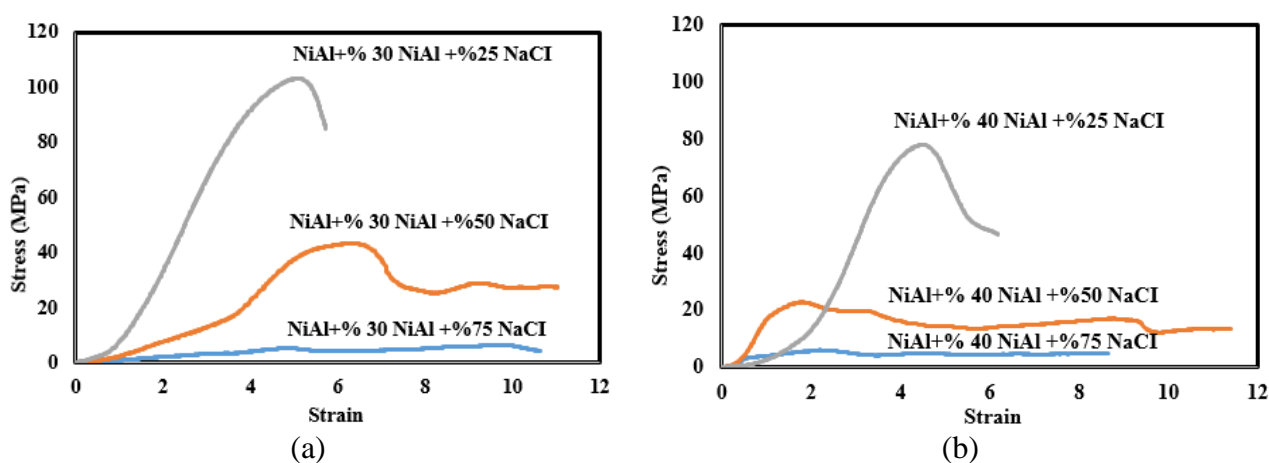 120
100
80
60
40
20
0
Stress (MPa)
NiAl+% 30 NiAl +%25 NaCI
NiAl+% 30 NiAl +%50 NaCI
NiAl+% 30 NiAl +%75 NaCI
0 2 4 6 8 10 12
Strain
(a)
120
100
80
60
40
20
0
Stress (MPa)
NiAl+% 40 NiAl +%25 NaCI
NiAl+% 40 NiAl +%50 NaCI
NiAl+% 40 NiAl +%75 NaCI
0 2 4 6 8 10 12
Strain
(b)